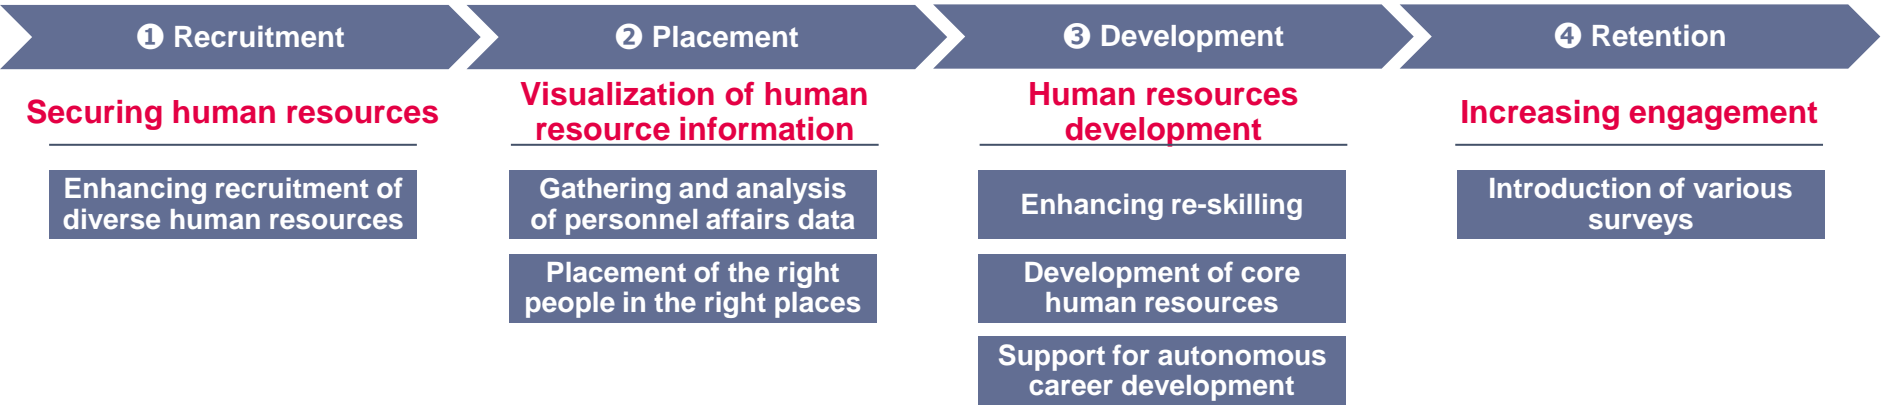 ❶ Recruitment
❷ Placement
❸ Development
❹ Retention
Securing human resources
Visualization of human
resource information
Human resources
development
Increasing engagement
Enhancing recruitment of
diverse human resources
Gathering and analysis
of personnel affairs data
Placement of the right
people in the right places
Enhancing re-skilling
Development of core
human resources
Support for autonomous
career development
Introduction of various
surveys